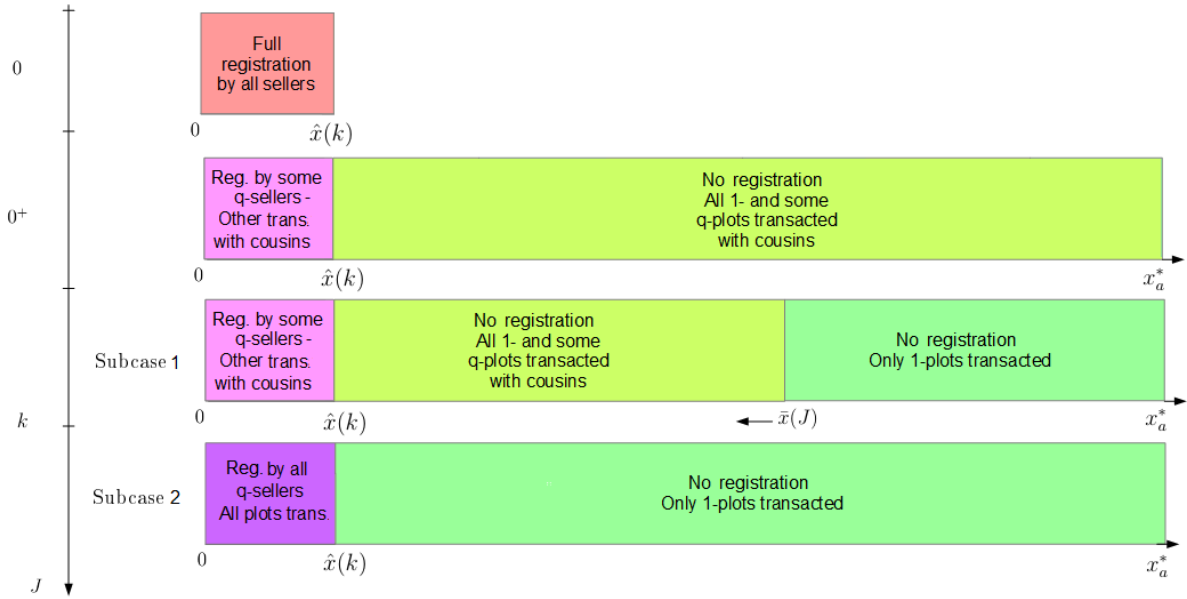 0
Full
registration
by all sellers
0
x̂(k)
0⁺
Reg. by some
q-sellers -
Other trans.
with cousins
No registration
All 1- and some
q-plots transacted
with cousins
0
x̂(k)
x*ₐ
Subcase 1
Reg. by some
q-sellers -
Other trans.
with cousins
No registration
All 1- and some
q-plots transacted
with cousins
No registration
Only 1-plots transacted
0
x̂(k)
x̄(J)
x*ₐ
k
Subcase 2
Reg. by all
q-sellers
All plots trans.
No registration
Only 1-plots transacted
0
x̂(k)
x*ₐ
J